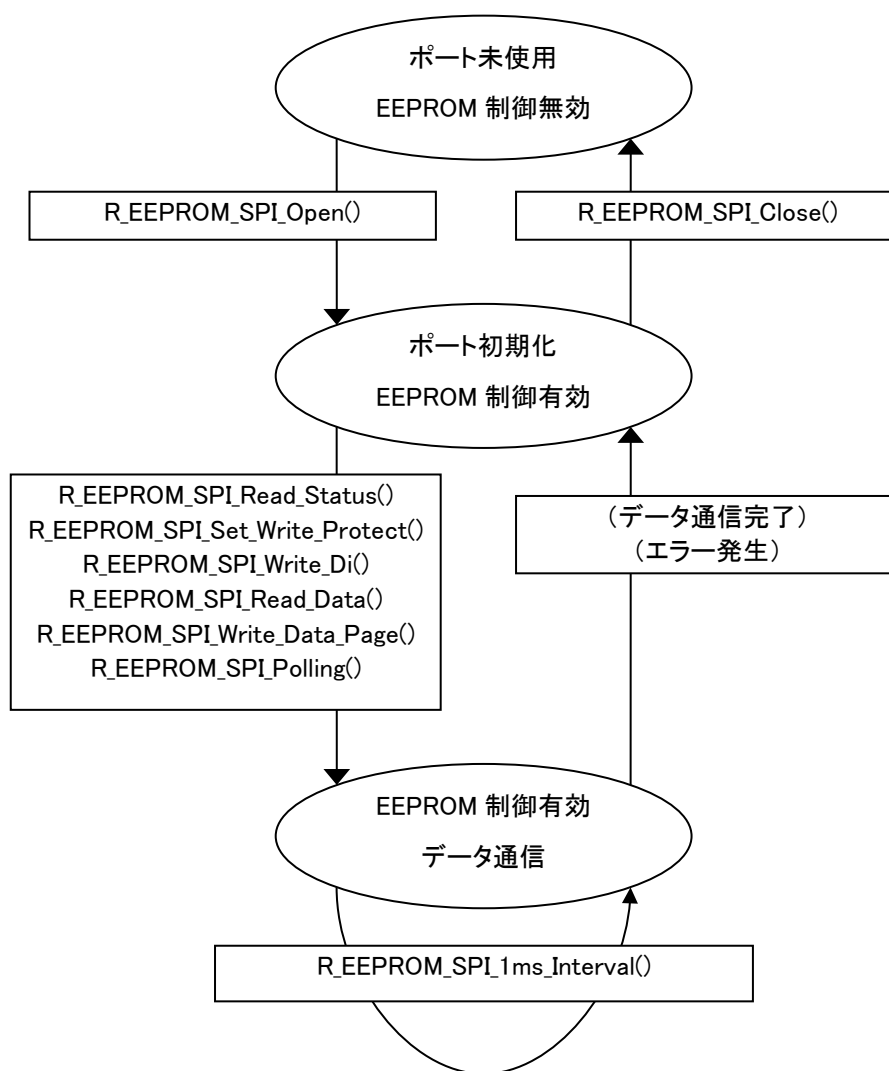 ポート未使用
EEPROM 制御無効
R_EEPROM_SPI_Open()
R_EEPROM_SPI_Close()
ポート初期化
EEPROM 制御有効
R_EEPROM_SPI_Read_Status()
R_EEPROM_SPI_Set_Write_Protect()
R_EEPROM_SPI_Write_Di()
R_EEPROM_SPI_Read_Data()
R_EEPROM_SPI_Write_Data_Page()
R_EEPROM_SPI_Polling()
(データ通信完了)
(エラー発生)
EEPROM 制御有効
データ通信
R_EEPROM_SPI_1ms_Interval()